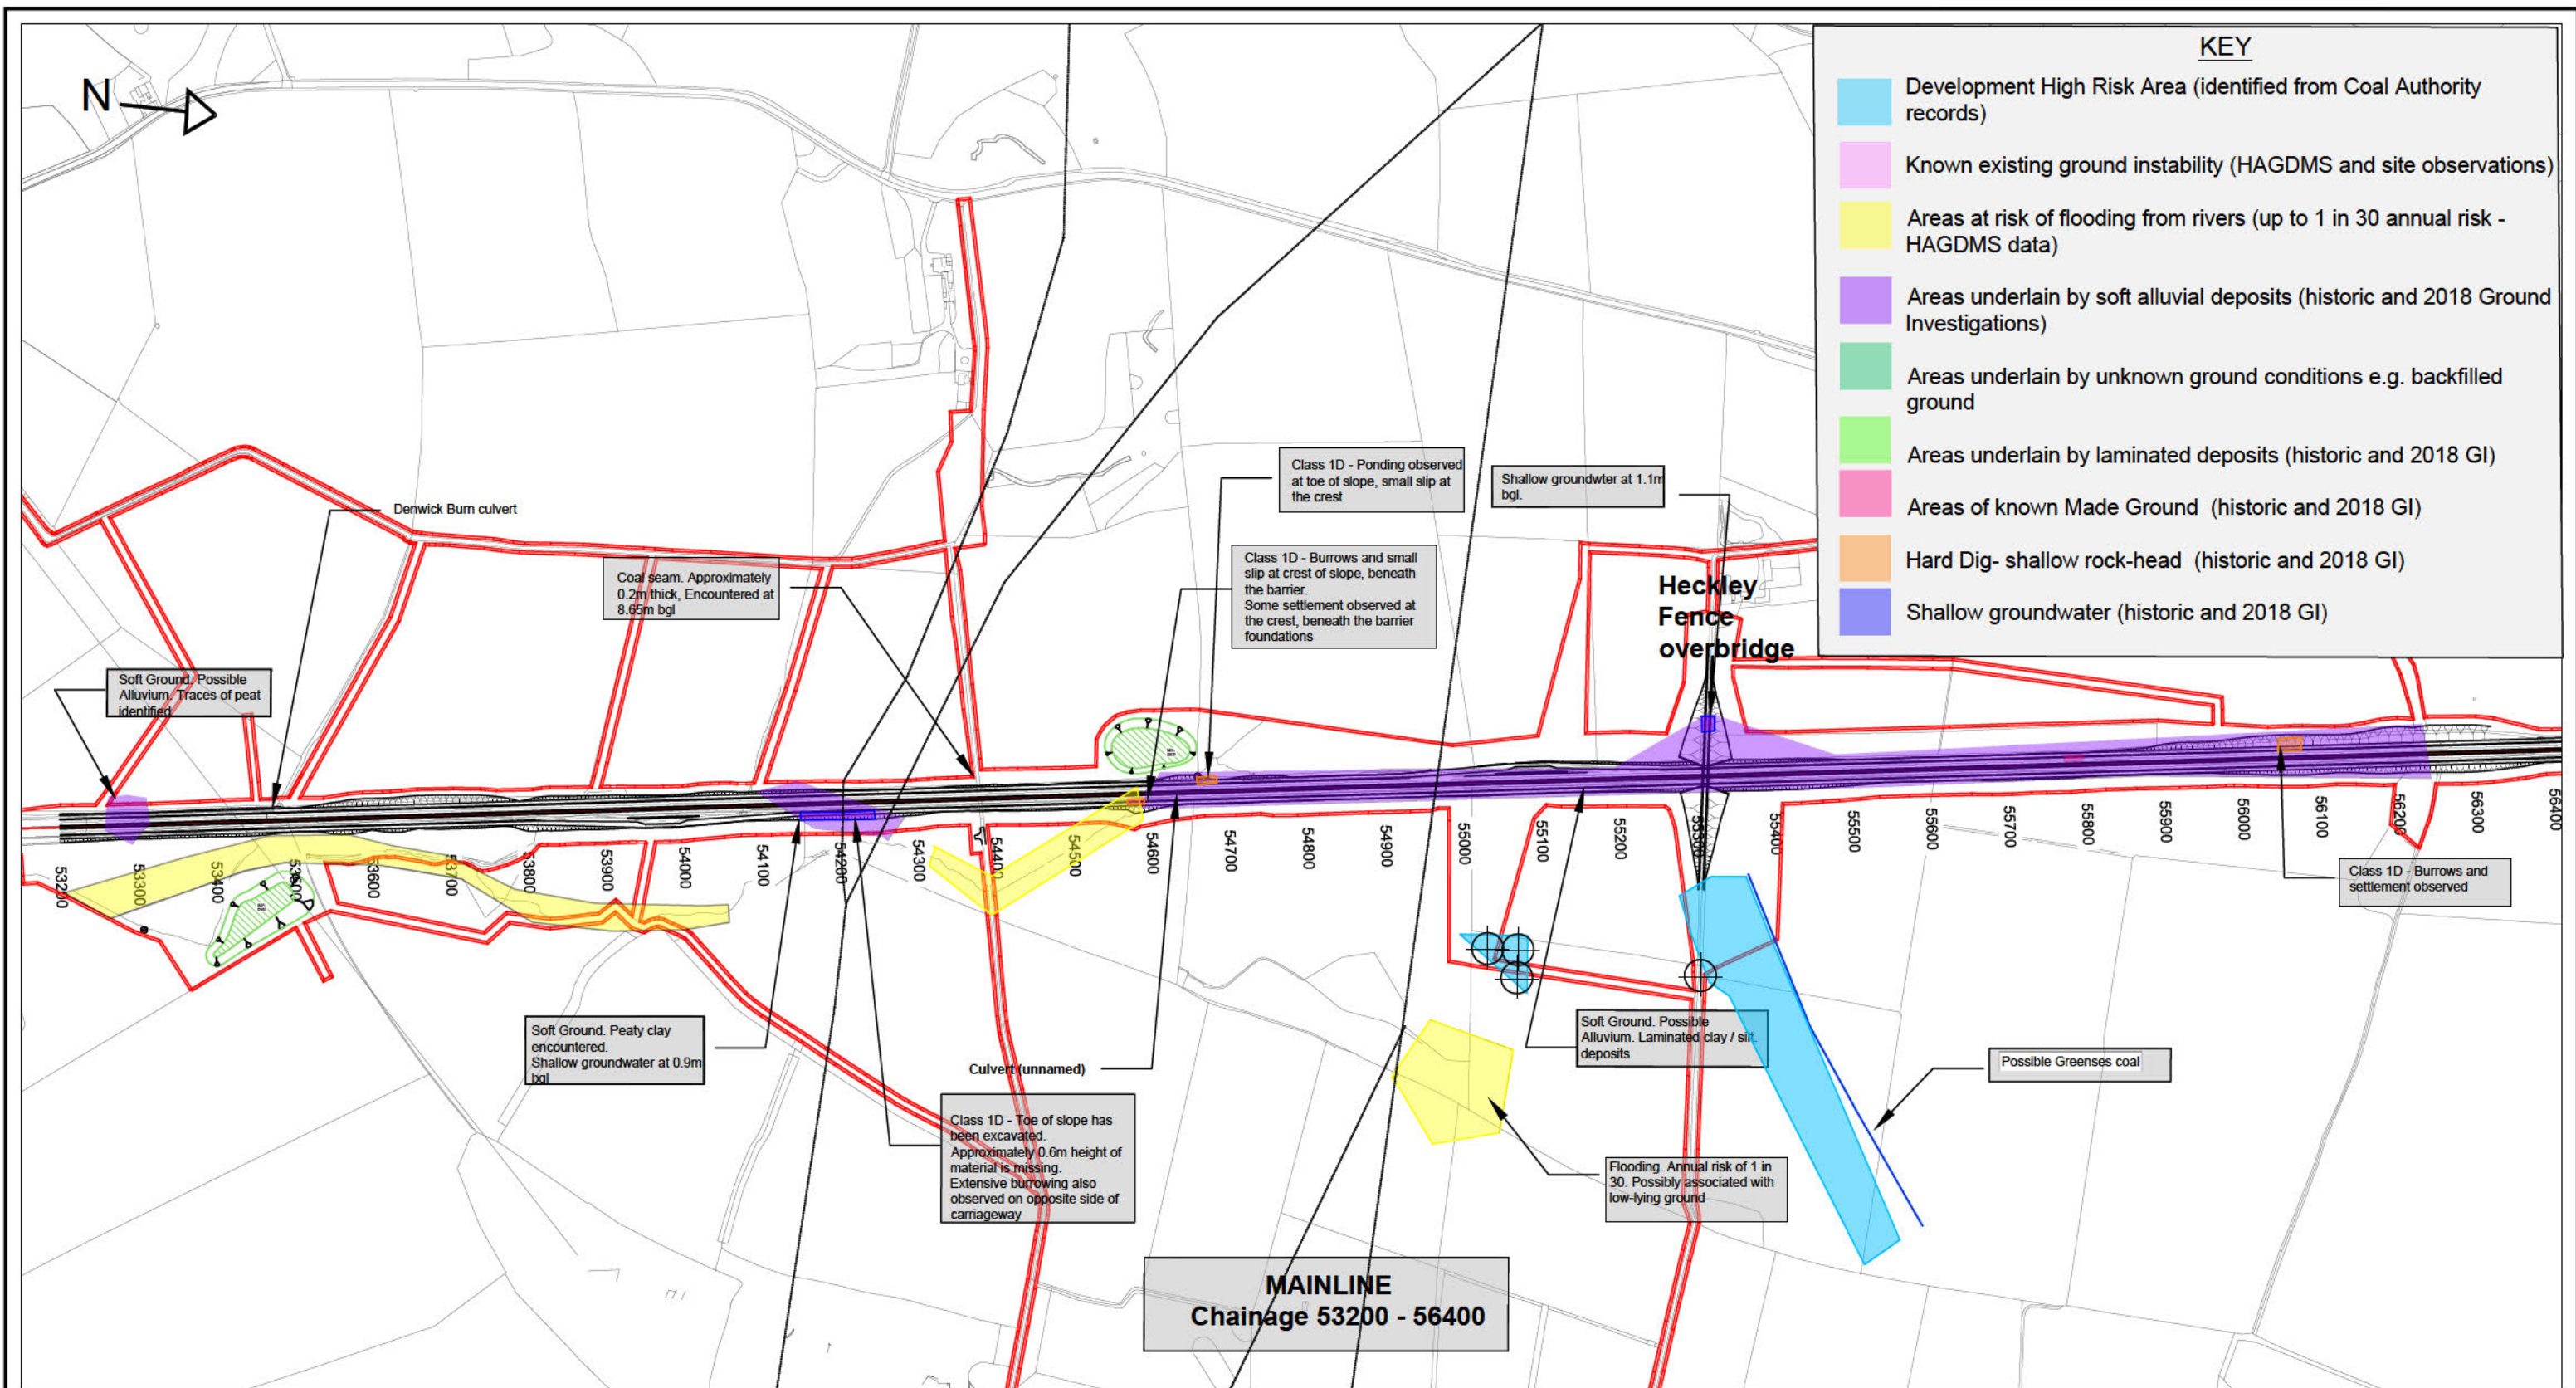 N
KEY
Development High Risk Area (identified from Coal Authority
records)
Known existing ground instability (HAGDMS and site observations)
Areas at risk of flooding from rivers (up to 1 in 30 annual risk -
HAGDMS data)
Areas underlain by soft alluvial deposits (historic and 2018 Ground
Investigations)
Areas underlain by unknown ground conditions e.g. backfilled
ground
Areas underlain by laminated deposits (historic and 2018 GI)
Areas of known Made Ground (historic and 2018 GI)
Hard Dig- shallow rock-head (historic and 2018 GI)
Shallow groundwater (historic and 2018 GI)
Denwick Burn culvert
Class 1D - Ponding observed
at toe of slope, small slip at
the crest
Shallow groundwter at 1.1m
bgl.
Coal seam. Approximately
0.2m thick, Encountered at
8.65m bgl
Class 1D - Burrows and small
slip at crest of slope, beneath
the barrier.
Some settlement observed at
the crest, beneath the barrier
foundations
Heckley
Fence
overbridge
Soft Ground. Possible
Alluvium. Traces of peat
identified
53200
53300
53400
53500
53600
53700
53800
53900
54000
54100
54200
54300
54400
54500
54600
54700
54800
54900
55000
55100
55200
55300
55400
55500
55600
55700
55800
55900
56000
56100
56200
56300
56400
Class 1D - Burrows and
settlement observed
Soft Ground. Peaty clay
encountered.
Shallow groundwater at 0.9m
bgl
Culvert (unnamed)
Soft Ground. Possible
Alluvium. Laminated clay / silt.
deposits
Possible Greenses coal
Class 1D - Toe of slope has
been excavated.
Approximately 0.6m height of
material is missing.
Extensive burrowing also
observed on opposite side of
carriageway
Flooding. Annual risk of 1 in
30. Possibly associated with
low-lying ground
MAINLINE
Chainage 53200 - 56400